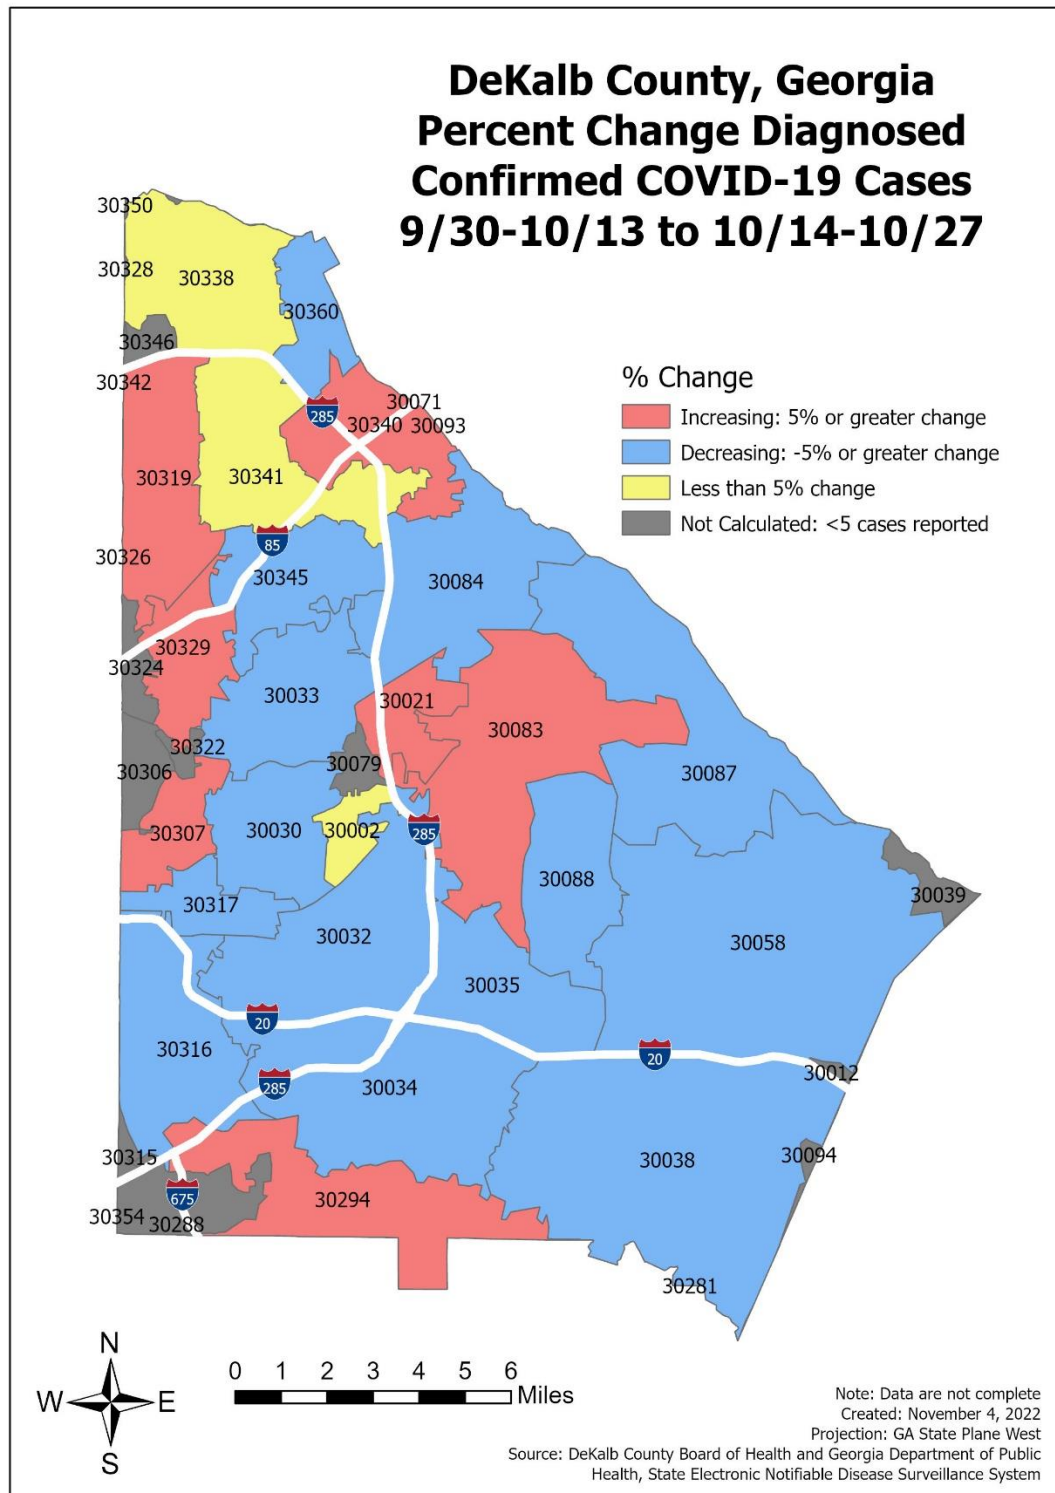 DeKalb County, Georgia
Percent Change Diagnosed
Confirmed COVID-19 Cases
9/30-10/13 to 10/14-10/27
30350
30328
30338
30360
30346
30342
% Change
Increasing: 5% or greater change
Decreasing: -5% or greater change
Less than 5% change
Not Calculated: <5 cases reported
30071
285
30340
30093
30319
30341
85
30326
30345
30084
30329
30324
30033
30021
30083
30322
30079
30306
30087
30307
30030
30002
285
30088
30039
30317
30032
30058
30035
20
30316
20
30012
285
30034
30315
30038
30094
675
30294
30354
30288
30281
N
W
E
S
0 1 2 3 4 5 6
Miles
Note: Data are not complete
Created: November 4, 2022
Projection: GA State Plane West
Source: DeKalb County Board of Health and Georgia Department of Public
Health, State Electronic Notifiable Disease Surveillance System